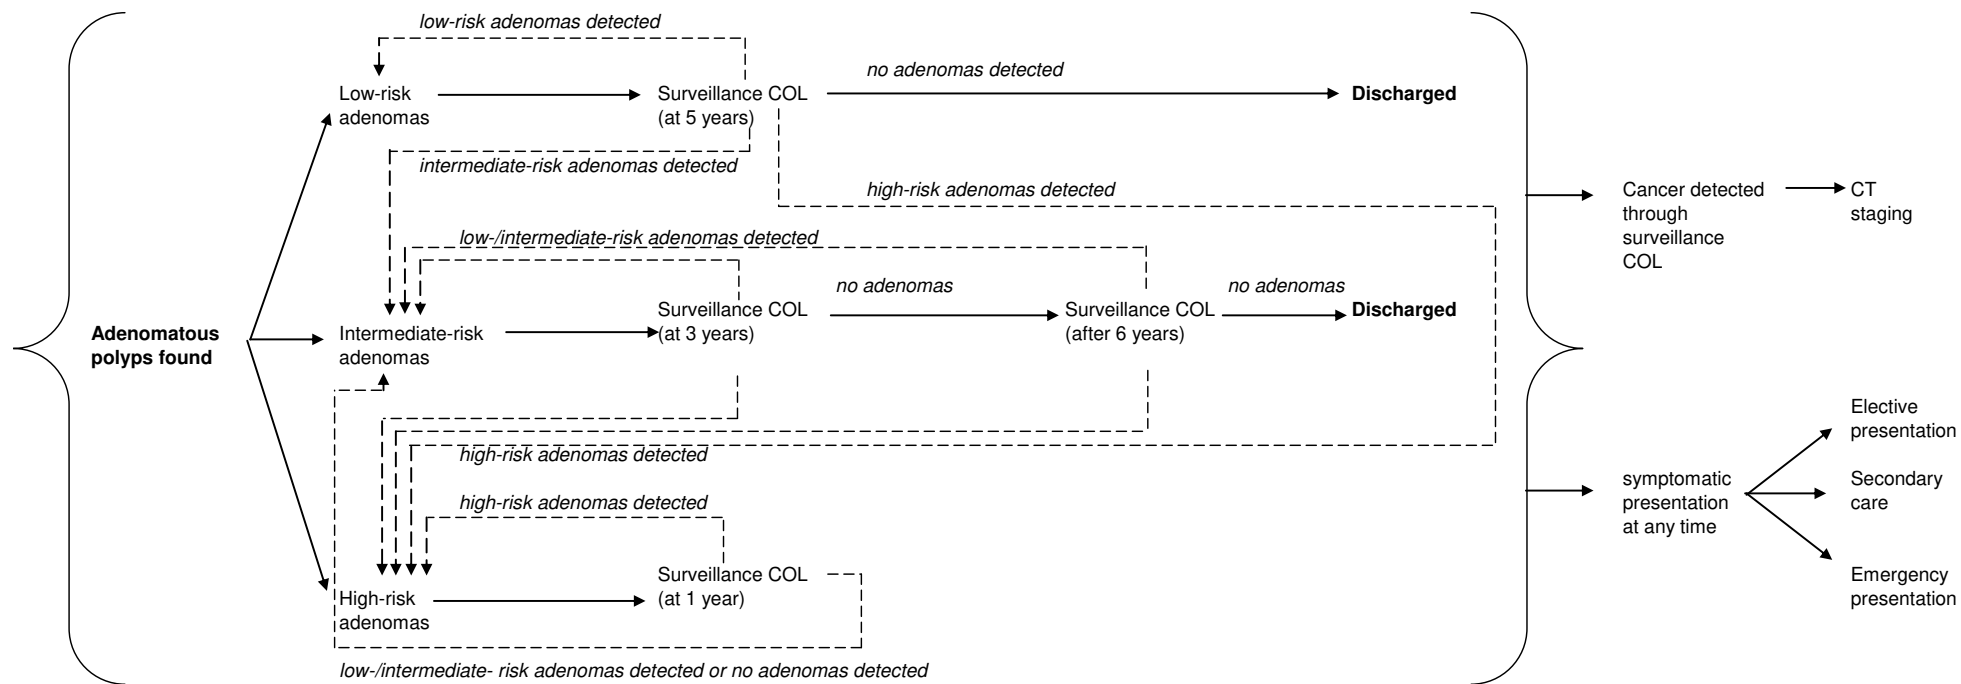 low-risk adenomas detected
no adenomas detected
Low-risk
adenomas
Surveillance COL
(at 5 years)
Discharged
intermediate-risk adenomas detected
high-risk adenomas detected
Cancer detected
through
surveillance
COL
CT
staging
low-/intermediate-risk adenomas detected
no adenomas
no adenomas
Adenomatous
polyps found
Intermediate-risk
adenomas
Surveillance COL
(at 3 years)
Surveillance COL
(after 6 years)
Discharged
high-risk adenomas detected
high-risk adenomas detected
symptomatic
presentation
at any time
Elective
presentation
Secondary
care
Emergency
presentation
High-risk
adenomas
Surveillance COL
(at 1 year)
low-/intermediate- risk adenomas detected or no adenomas detected